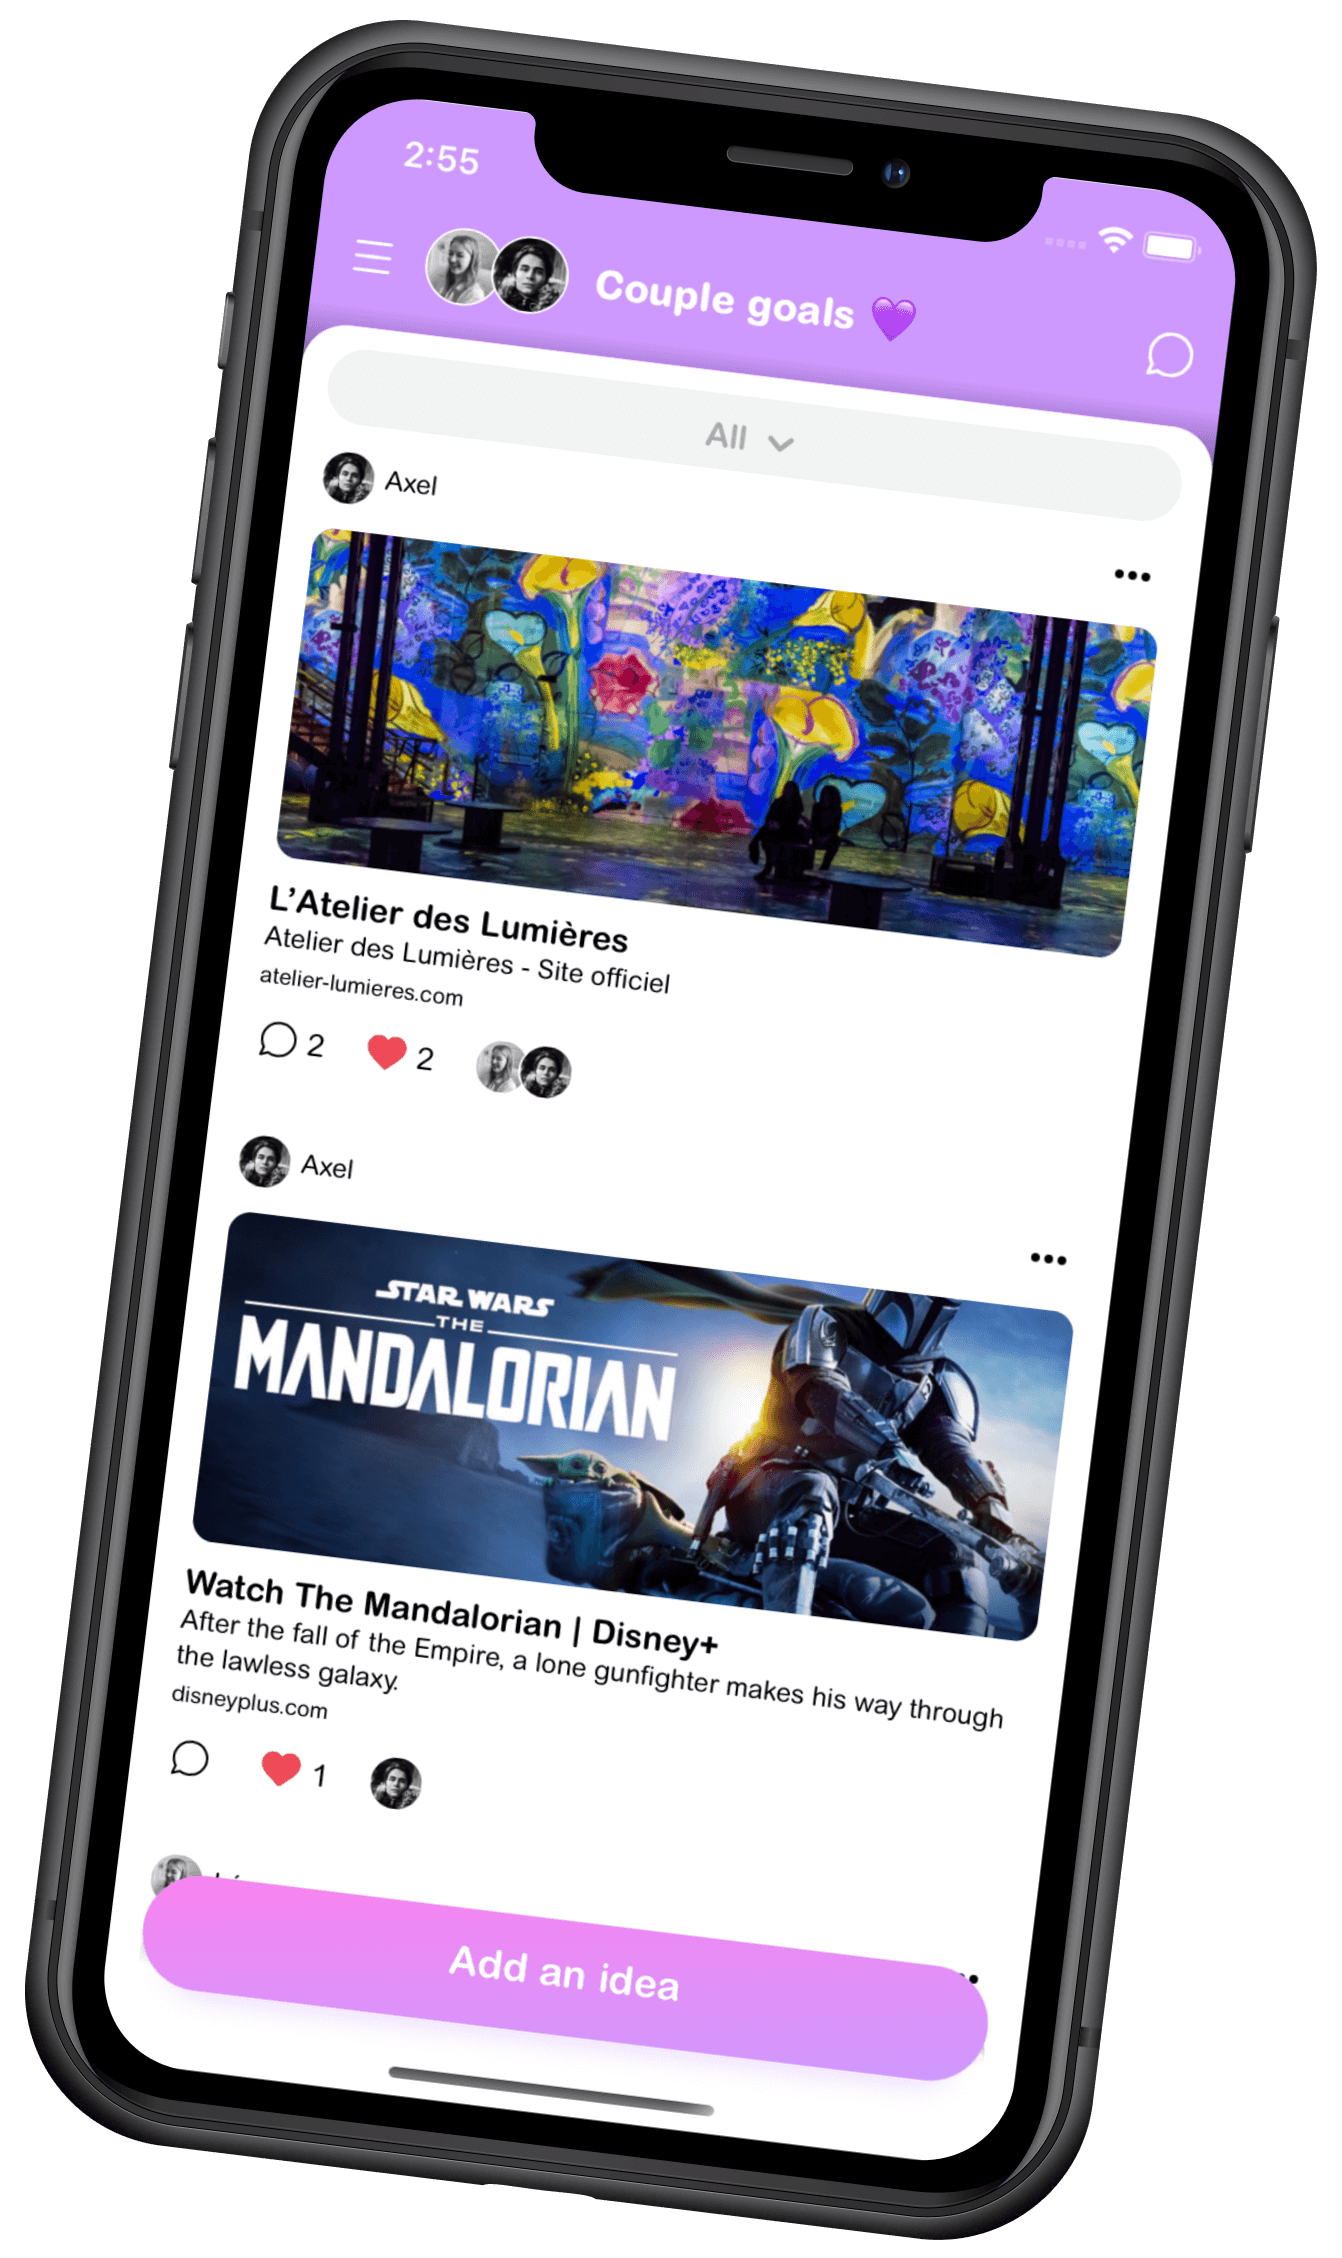 2:55
Couple goals 💜
All
Axel
L’Atelier des Lumières
Atelier des Lumières - Site officiel
atelier-lumieres.com
2 2
Axel
STAR WARS
THE
MANDALORIAN
Watch The Mandalorian | Disney+
After the fall of the Empire, a lone gunfighter makes his way through
the lawless galaxy.
disneyplus.com
1
Add an idea